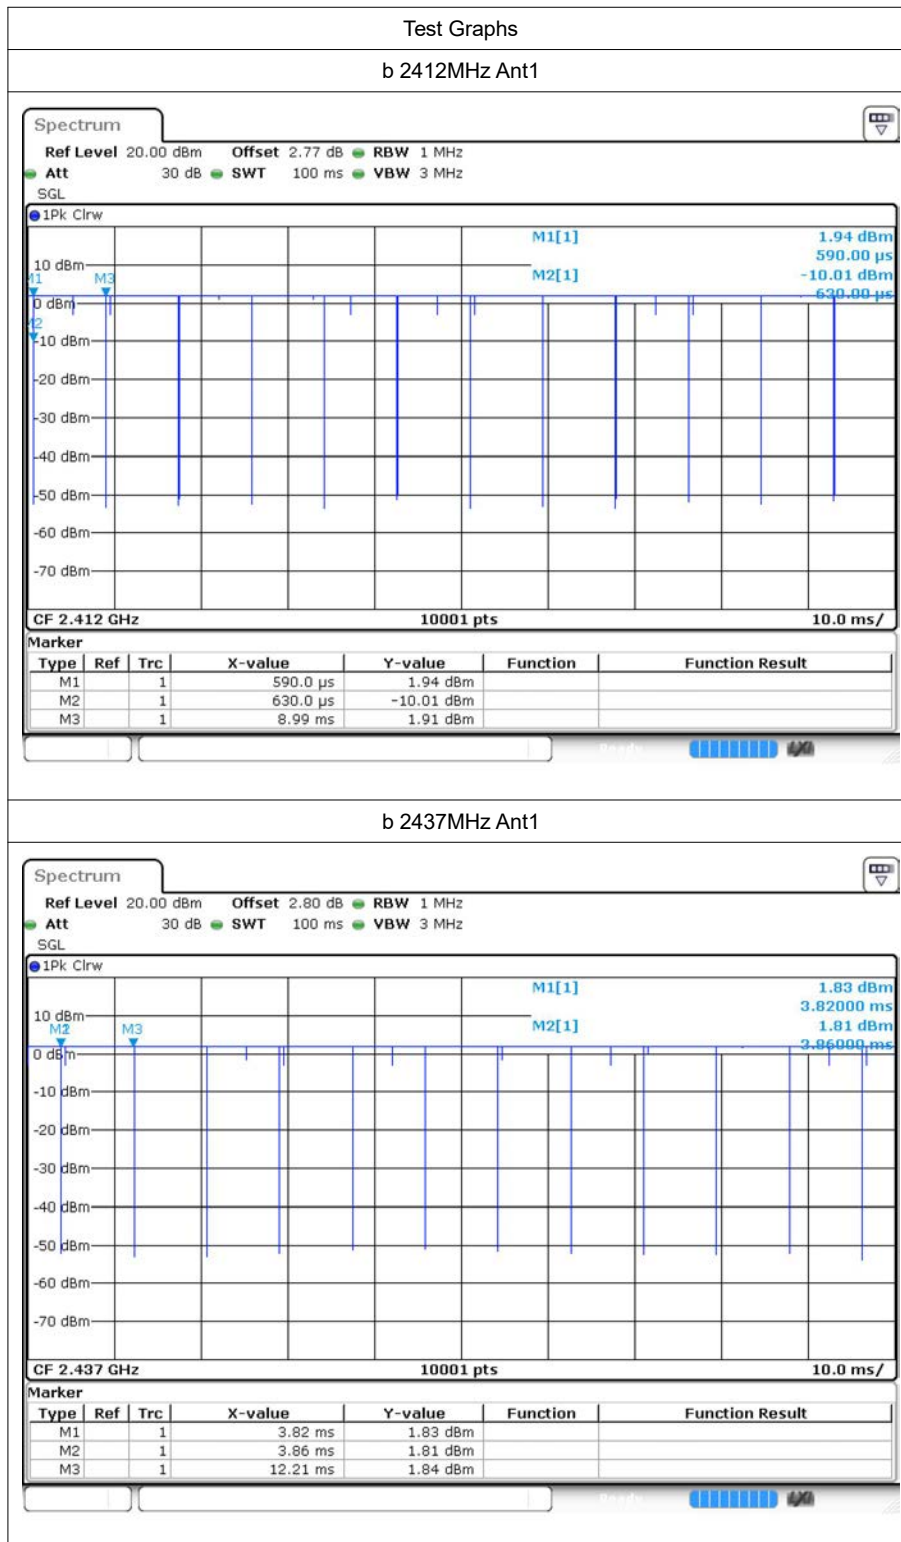 Test Graphs
b 2412MHz Ant1
Spectrum
Ref Level 20.00 dBm Offset 2.77 dB RBW 1 MHz
Att 30 dB SWT 100 ms VBW 3 MHz
SGL
1Pk Clrw
M1[1] 1.94 dBm
590.00 µs
10 dBm
M2[1] -10.01 dBm
M1 M3
630.00 µs
0 dBm
M2
-10 dBm
-20 dBm
-30 dBm
-40 dBm
-50 dBm
-60 dBm
-70 dBm
CF 2.412 GHz 10001 pts 10.0 ms/
Marker
Type Ref Trc X-value Y-value Function Function Result
M1 1 590.0 µs 1.94 dBm
M2 1 630.0 µs -10.01 dBm
M3 1 8.99 ms 1.91 dBm
Ready
b 2437MHz Ant1
Spectrum
Ref Level 20.00 dBm Offset 2.80 dB RBW 1 MHz
Att 30 dB SWT 100 ms VBW 3 MHz
SGL
1Pk Clrw
M1[1] 1.83 dBm
3.82000 ms
10 dBm
M2[1] 1.81 dBm
M2 M3
3.86000 ms
0 dBm
-10 dBm
-20 dBm
-30 dBm
-40 dBm
-50 dBm
-60 dBm
-70 dBm
CF 2.437 GHz 10001 pts 10.0 ms/
Marker
Type Ref Trc X-value Y-value Function Function Result
M1 1 3.82 ms 1.83 dBm
M2 1 3.86 ms 1.81 dBm
M3 1 12.21 ms 1.84 dBm